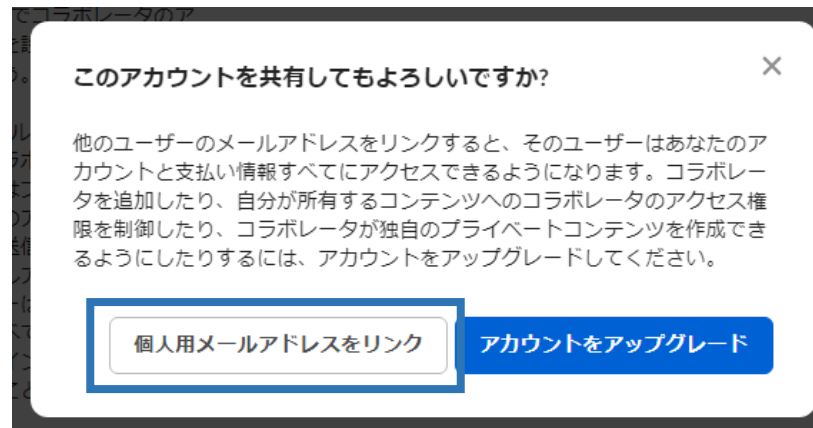 でコラボレータのア
このアカウントを共有してもよろしいですか?
他のユーザーのメールアドレスをリンクすると、そのユーザーはあなたのア
カウントと支払い情報すべてにアクセスできるようになります。コラボレー
タを追加したり、自分が所有するコンテンツへのコラボレータのアクセス権
限を制御したり、コラボレータが独自のプライベートコンテンツを作成でき
るようにしたりするには、アカウントをアップグレードしてください。
個人用メールアドレスをリンク
アカウントをアップグレード